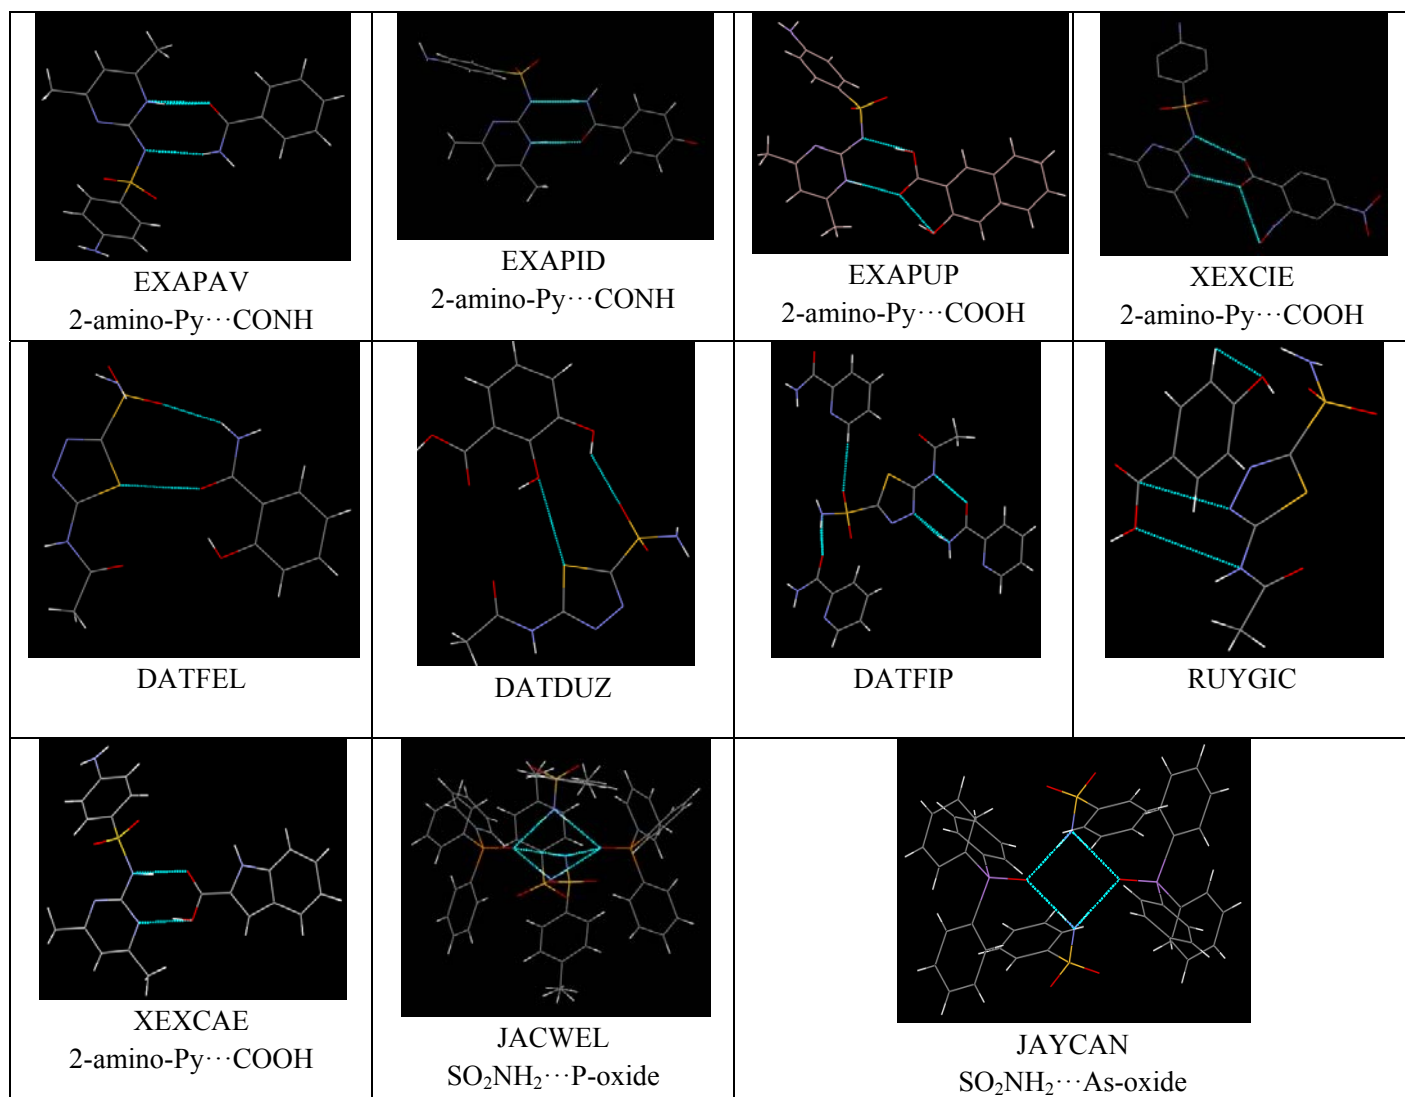 EXAPAV
2-amino-Py···CONH
EXAPID
2-amino-Py···CONH
EXAPUP
2-amino-Py···COOH
XEXCIE
2-amino-Py···COOH
DATFEL
DATDUZ
DATFIP
RUYGIC
XEXCAE
2-amino-Py···COOH
JACWEL
SO₂NH₂···P-oxide
JAYCAN
SO₂NH₂···As-oxide